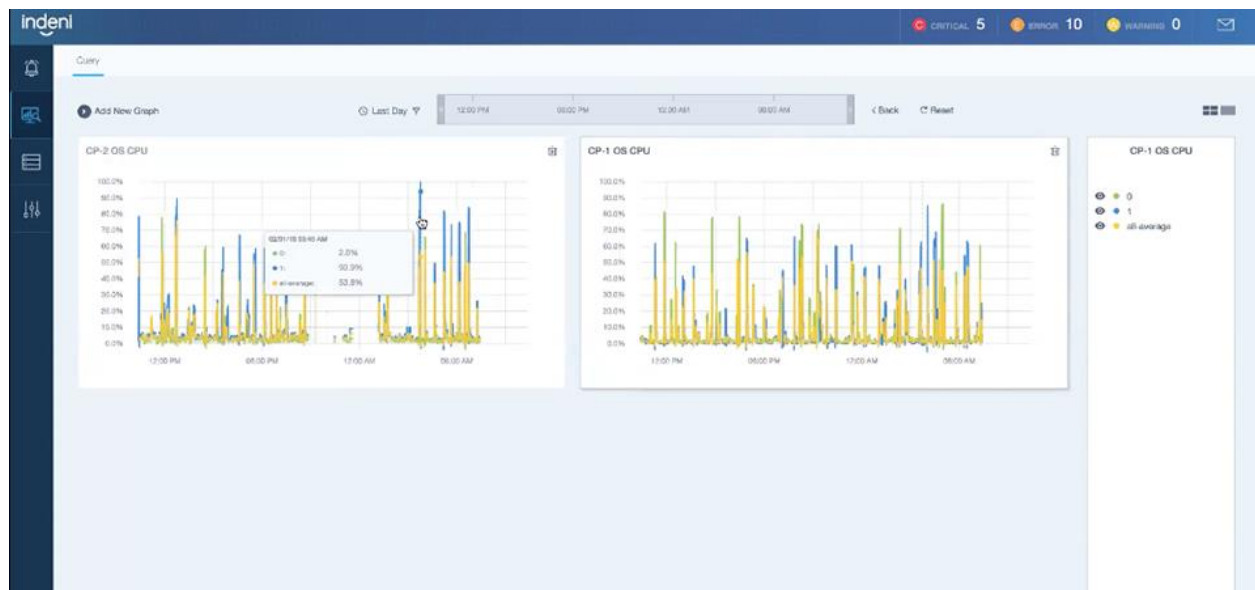 indeni
CRITICAL 5 ERROR 10 WARNING 0
Query
Add New Graph
Last Day
12:00 PM 06:00 PM 12:00 AM 06:00 AM
Back Reset
CP-2 OS CPU
100.0%
90.0%
80.0%
70.0%
60.0%
50.0%
40.0%
30.0%
20.0%
10.0%
0.0%
12:00 PM 06:00 PM 12:00 AM 06:00 AM
0: 2.0%
1:
all-average: 53.8%
CP-1 OS CPU
100.0%
90.0%
80.0%
70.0%
60.0%
50.0%
40.0%
30.0%
20.0%
10.0%
0.0%
12:00 PM 06:00 PM 12:00 AM 06:00 AM
CP-1 OS CPU
0
1
all-average